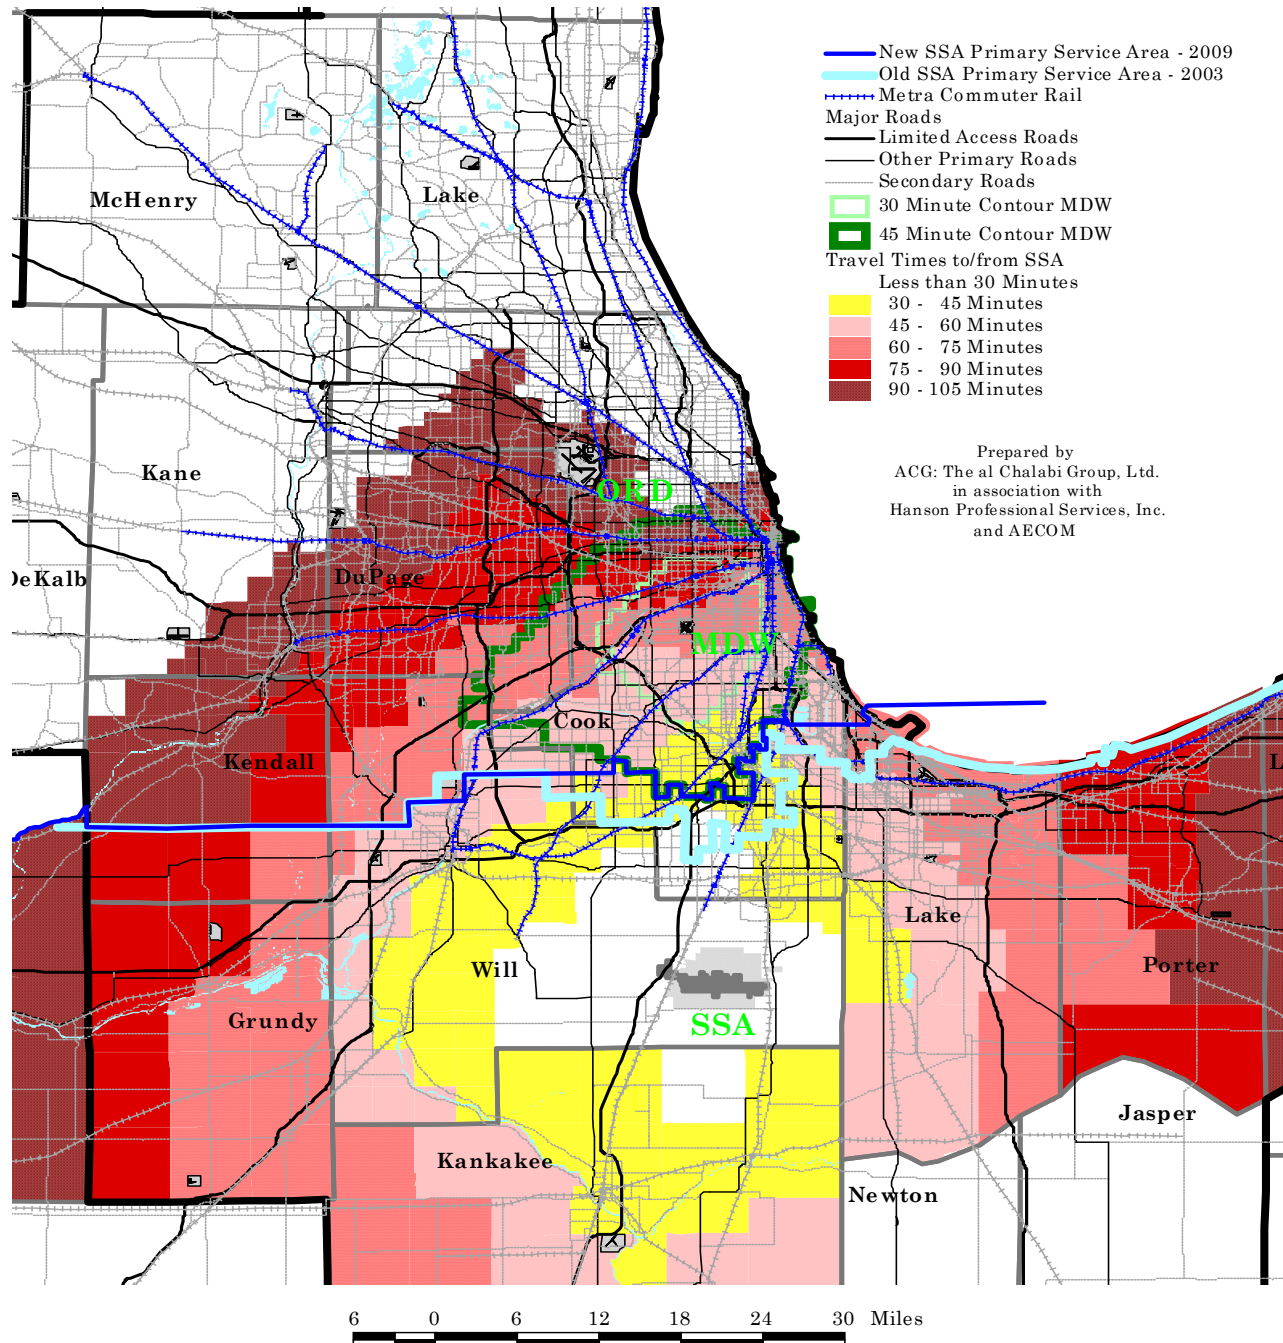 New SSA Primary Service Area - 2009
Old SSA Primary Service Area - 2003
Metra Commuter Rail
Major Roads
Limited Access Roads
Other Primary Roads
Secondary Roads
30 Minute Contour MDW
45 Minute Contour MDW
Travel Times to/from SSA
Less than 30 Minutes
30 - 45 Minutes
45 - 60 Minutes
60 - 75 Minutes
75 - 90 Minutes
90 - 105 Minutes
Prepared by
ACG: The al Chalabi Group, Ltd.
in association with
Hanson Professional Services, Inc.
and AECOM
McHenry
Lake
Kane
ORD
DeKalb
DuPage
MDW
Cook
Kendall
L
Lake
Will
Porter
Grundy
SSA
Jasper
Kankakee
Newton
6 0 6 12 18 24 30 Miles